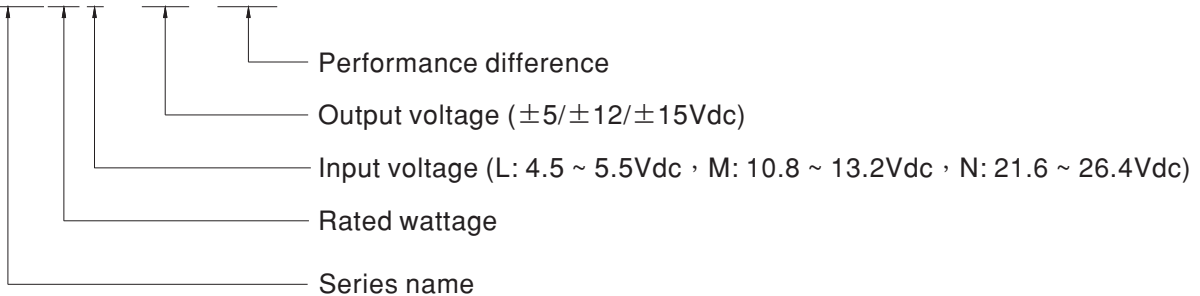 Performance difference
Output voltage (±5/±12/±15Vdc)
Input voltage (L: 4.5 ~ 5.5Vdc，M: 10.8 ~ 13.2Vdc，N: 21.6 ~ 26.4Vdc)
Rated wattage
Series name